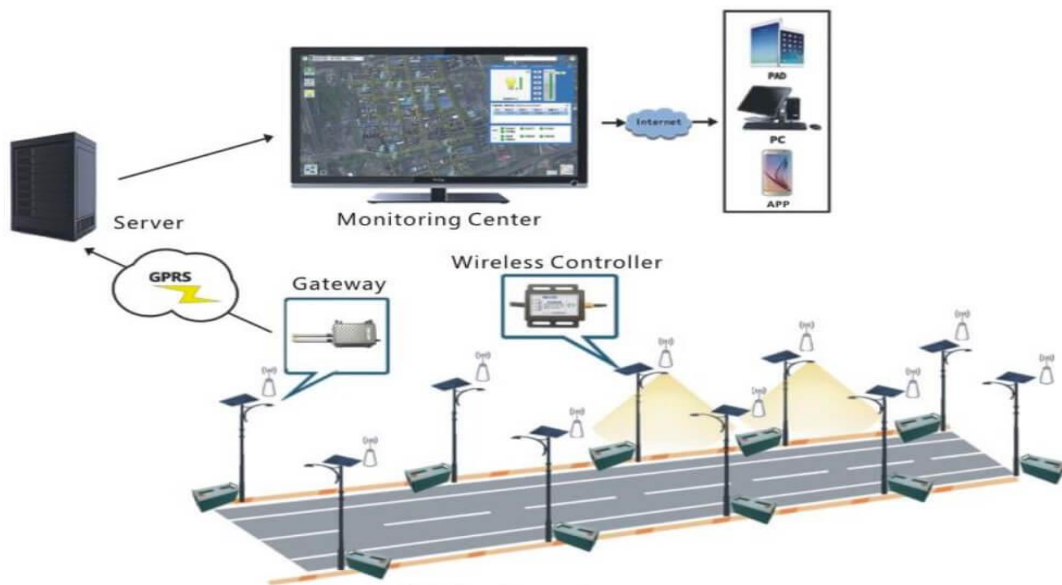 PAD
Internet
PC
APP
Server
Monitoring Center
GPRS
Gateway
Wireless Controller